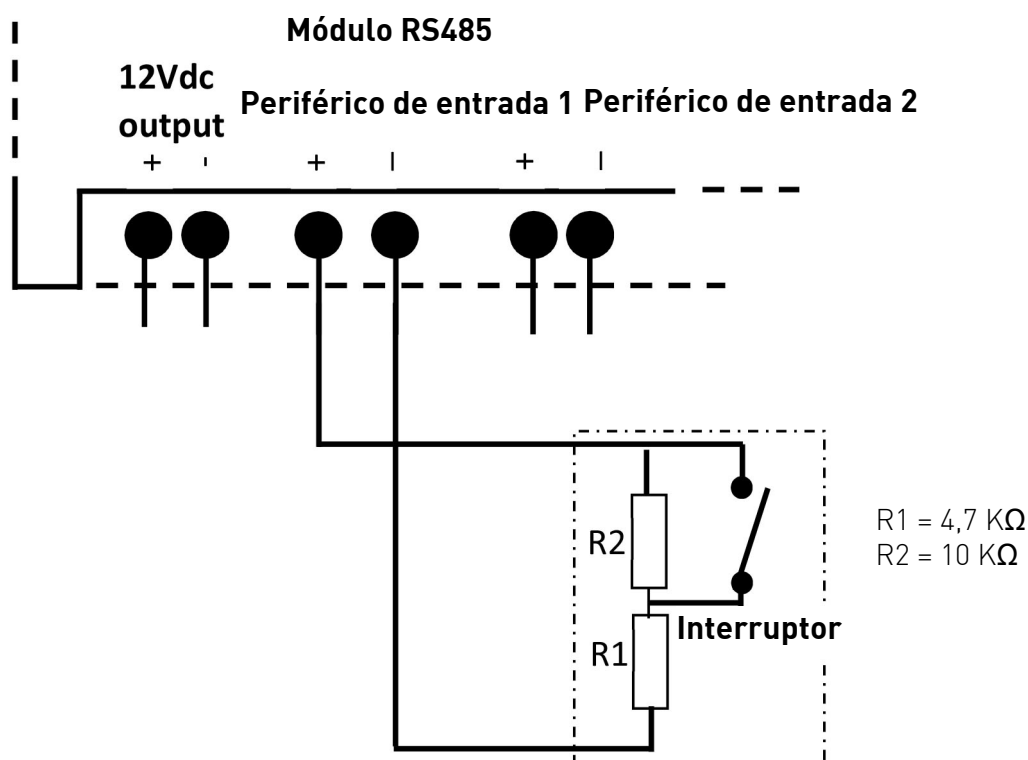 Módulo RS485
12Vdc
output
Periférico de entrada 1 Periférico de entrada 2
+ - + | + |
R2
R1 = 4,7 KΩ
R2 = 10 KΩ
Interruptor
R1